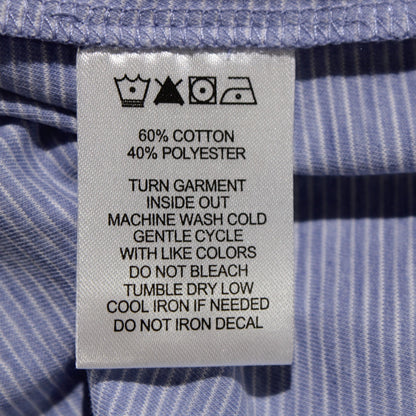 60% COTTON
40% POLYESTER
TURN GARMENT
INSIDE OUT
MACHINE WASH COLD
GENTLE CYCLE
WITH LIKE COLORS
DO NOT BLEACH
TUMBLE DRY LOW
COOL IRON IF NEEDED
DO NOT IRON DECAL